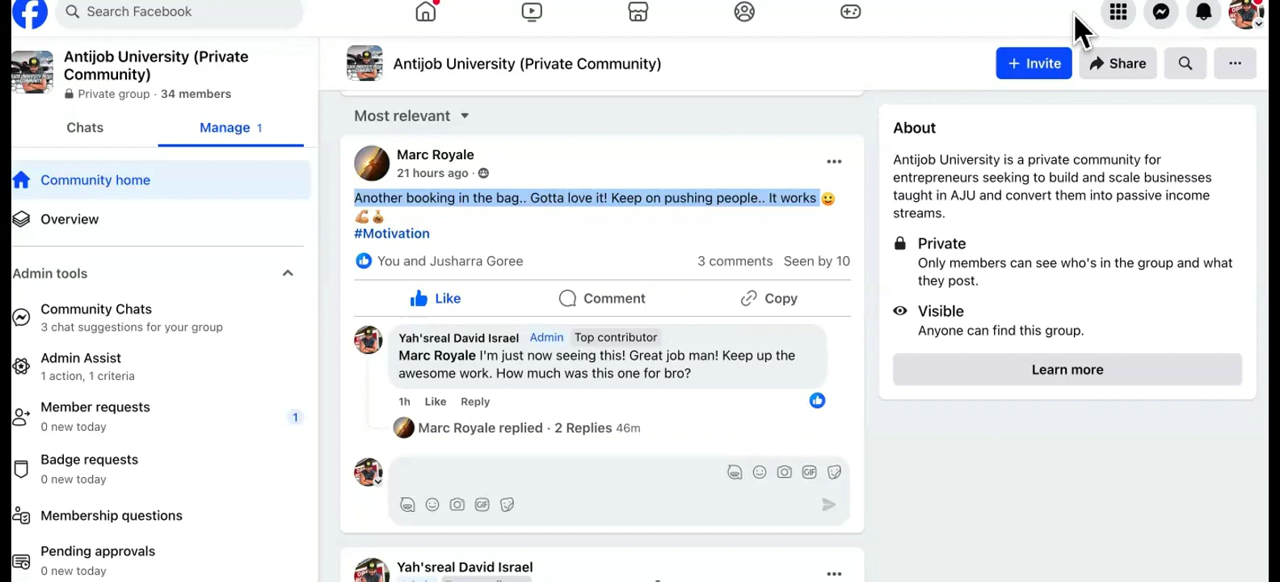 Search Facebook
Antijob University (Private Community)
Private group · 34 members
Chats
Manage 1
Community home
Overview
Admin tools
Community Chats
3 chat suggestions for your group
Admin Assist
1 action, 1 criteria
Member requests
1
0 new today
Badge requests
0 new today
Membership questions
Pending approvals
0 new today
Antijob University (Private Community)
+ Invite
Share
Most relevant
Marc Royale
21 hours ago ·
Another booking in the bag.. Gotta love it! Keep on pushing people.. It works 😀
💪💰
#Motivation
You and Jusharra Goree
3 comments Seen by 10
Like
Comment
Copy
Yah'sreal David Israel Admin Top contributor
Marc Royale I'm just now seeing this! Great job man! Keep up the
awesome work. How much was this one for bro?
1h Like Reply
Marc Royale replied · 2 Replies 46m
GIF
GIF
Yah'sreal David Israel
About
Antijob University is a private community for
entrepreneurs seeking to build and scale businesses
taught in AJU and convert them into passive income
streams.
Private
Only members can see who's in the group and what
they post.
Visible
Anyone can find this group.
Learn more